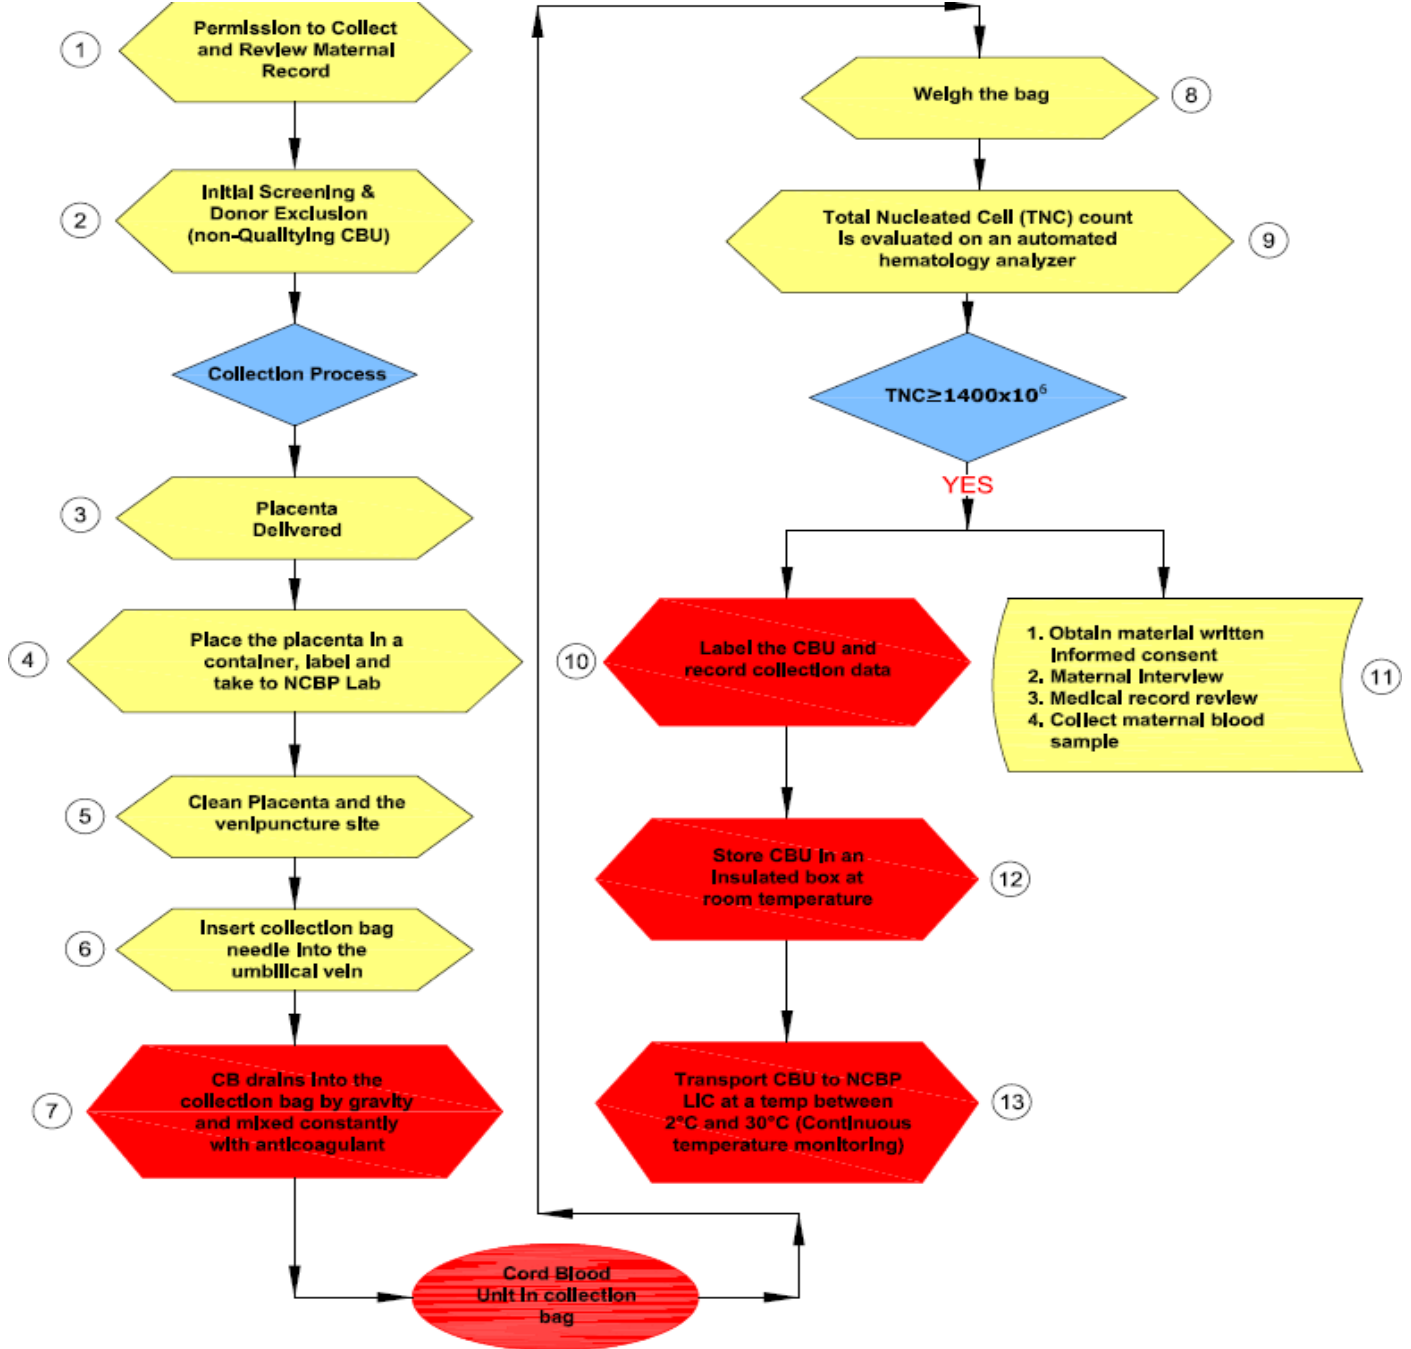 1
Permission to Collect
and Review Maternal
Record
2
Initial Screening &
Donor Exclusion
(non-Qualitying CBU)
Collection Process
3
Placenta
Delivered
4
Place the placenta in a
container, label and
take to NCBP Lab
5
Clean Placenta and the
venipuncture site
6
Insert collection bag
needle into the
umbilical vein
7
CB drains into the
collection bag by gravity
and mixed constantly
with anticoagulant
Cord Blood
Unit in collection
bag
Weigh the bag
8
Total Nucleated Cell (TNC) count
is evaluated on an automated
hematology analyzer
9
TNC≥1400x10⁶
YES
10
Label the CBU and
record collection data
1. Obtain material written
informed consent
2. Maternal Interview
3. Medical record review
4. Collect maternal blood
sample
11
Store CBU in an
Insulated box at
room temperature
12
Transport CBU to NCBP
LIC at a temp between
2°C and 30°C (Continuous
temperature monitoring)
13